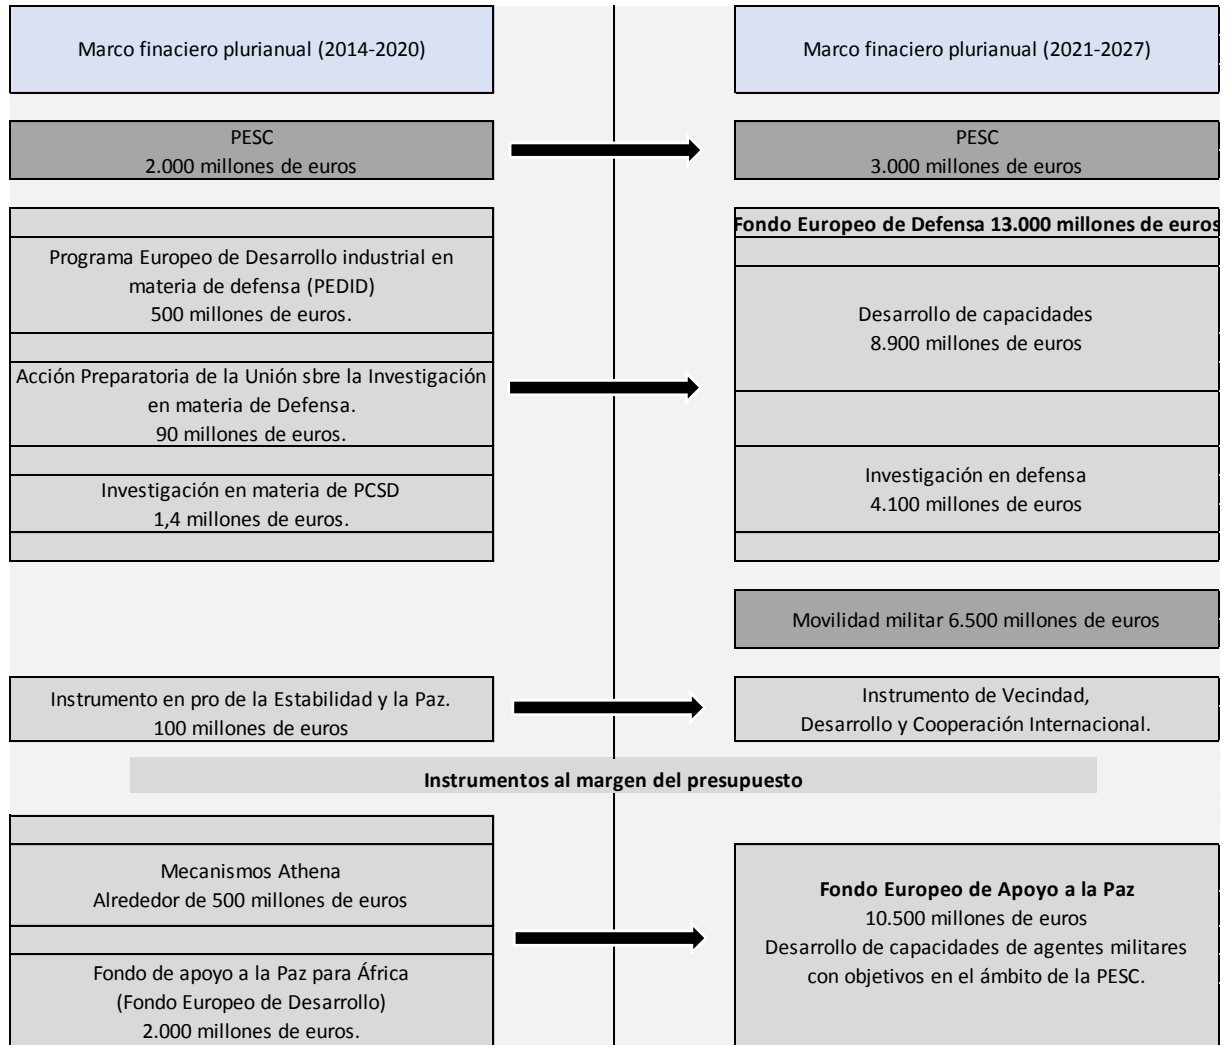 Marco finaciero plurianual (2014-2020)
Marco finaciero plurianual (2021-2027)
PESC
2.000 millones de euros
PESC
3.000 millones de euros
Programa Europeo de Desarrollo industrial en
materia de defensa (PEDID)
500 millones de euros.
Acción Preparatoria de la Unión sbre la Investigación
en materia de Defensa.
90 millones de euros.
Investigación en materia de PCSD
1,4 millones de euros.
Fondo Europeo de Defensa 13.000 millones de euros
Desarrollo de capacidades
8.900 millones de euros
Investigación en defensa
4.100 millones de euros
Movilidad militar 6.500 millones de euros
Instrumento en pro de la Estabilidad y la Paz.
100 millones de euros
Instrumento de Vecindad,
Desarrollo y Cooperación Internacional.
Instrumentos al margen del presupuesto
Mecanismos Athena
Alrededor de 500 millones de euros
Fondo de apoyo a la Paz para África
(Fondo Europeo de Desarrollo)
2.000 millones de euros.
Fondo Europeo de Apoyo a la Paz
10.500 millones de euros
Desarrollo de capacidades de agentes militares
con objetivos en el ámbito de la PESC.